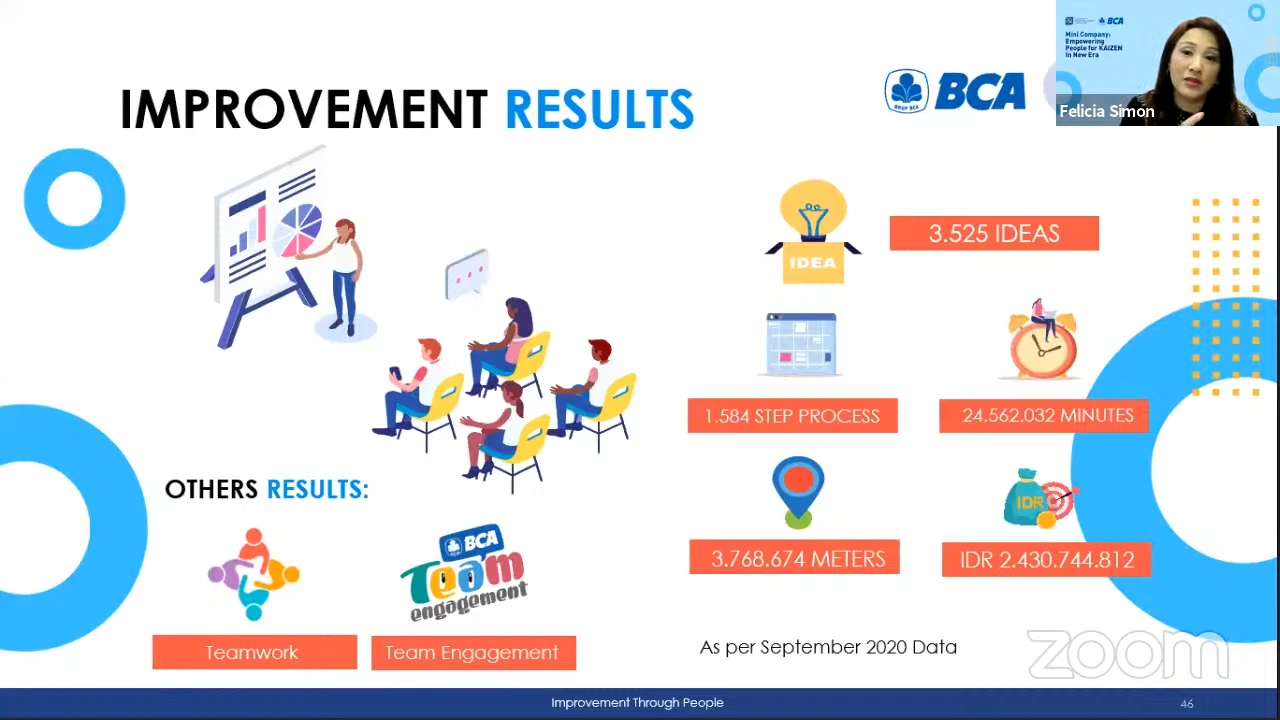 IMPROVEMENT RESULTS
BCA
GRUP BCA
BCA
Mini Company:
Empowering
People for KAIZEN
in New Era
Felicia Simon
IDEA
3.525 IDEAS
1.584 STEP PROCESS
24.562.032 MINUTES
IDR
3.768.674 METERS
IDR 2.430.744.812
OTHERS RESULTS:
BCA
Team
engagement
Teamwork
Team Engagement
As per September 2020 Data
zoom
Improvement Through People
46